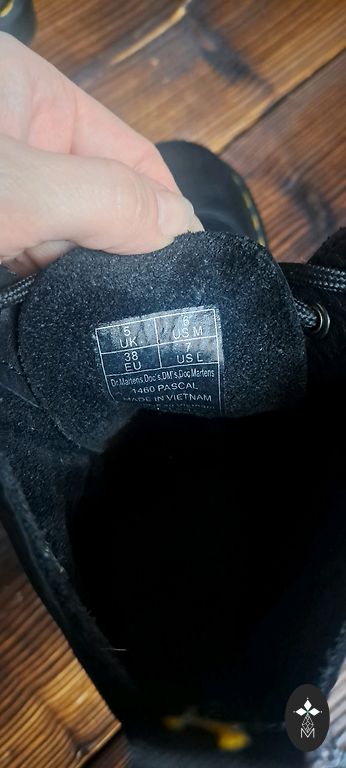 5 6
UK US M
38 7
EU US L
Dr.Martens.Doc's.DM's.Doc Martens
1460 PASCAL
MADE IN VIETNAM